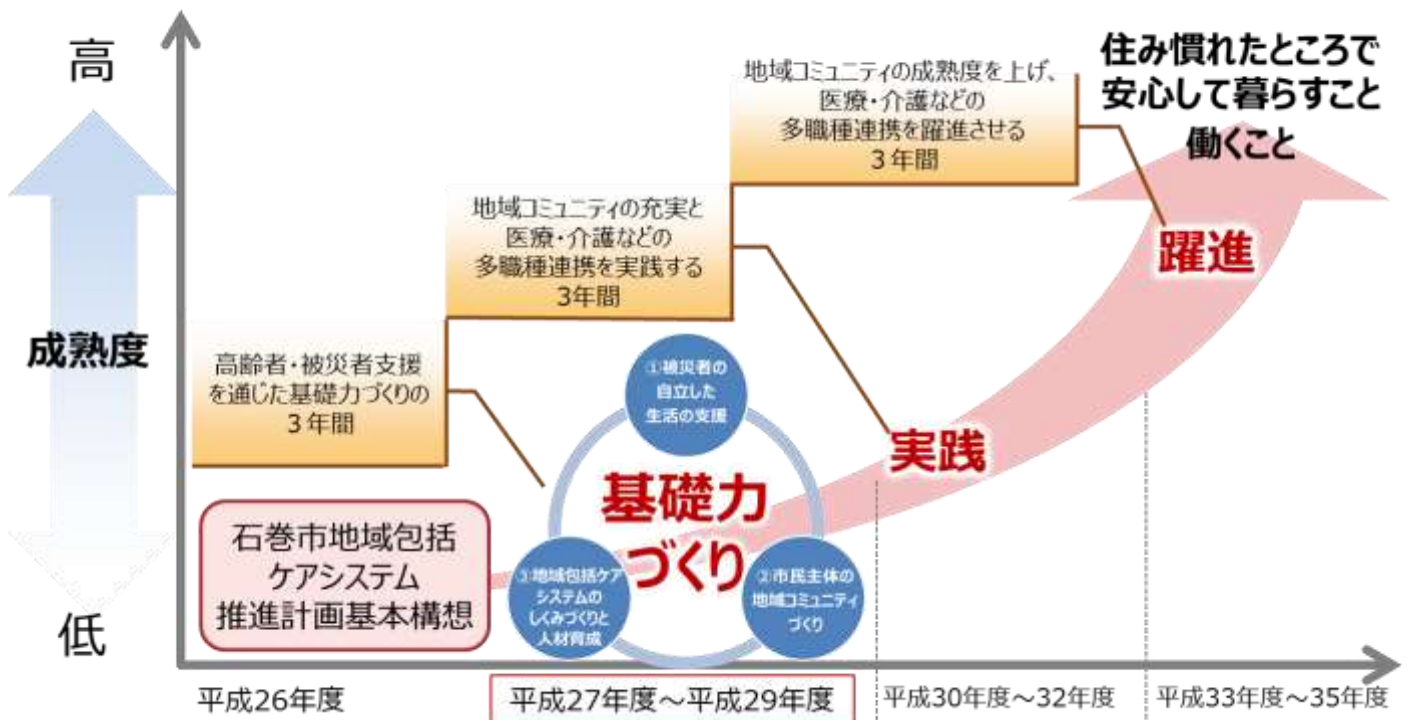 高
成熟度
低
住み慣れたところで
安心して暮らすこと
働くこと
地域コミュニティの成熟度を上げ、
医療・介護などの
多職種連携を躍進させる
3年間
地域コミュニティの充実と
医療・介護などの
多職種連携を実践する
3年間
高齢者・被災者支援
を通じた基礎力づくりの
3年間
躍進
実践
基礎力
づくり
①被災者の
自立した
生活の支援
②市民主体の
地域コミュニティ
づくり
③地域包括ケア
システムの
しくみづくりと
人材育成
石巻市地域包括
ケアシステム
推進計画基本構想
平成26年度
平成27年度～平成29年度
平成30年度～32年度
平成33年度～35年度